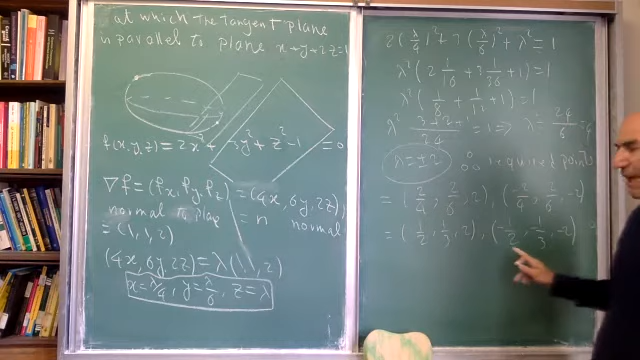 at which The Tangent plane
is parallel to plane x+y+2z=1
f(x,y,z) = 2x² + 3y² + z² - 1 = 0
∇f = (fx, fy, fz) = (4x, 6y, 2z),
normal to plap = n normal
= (1, 1, 2)
(4x, 6y, 2z) = λ(1, 1, 2)
x = λ/4, y = λ/6, z = λ
2(λ/4)² + 3(λ/6)² + λ² = 1
λ²(2 1/16 + 3 1/36 + 1) = 1
λ²(1/8 + 1/12 + 1) = 1
λ = ±2 ∴ required points
= (2/4, 2/6, 2), (-2/4, -2/6, -2)
= (1/2, 1/3, 2), (-1/2, -1/3, -2)